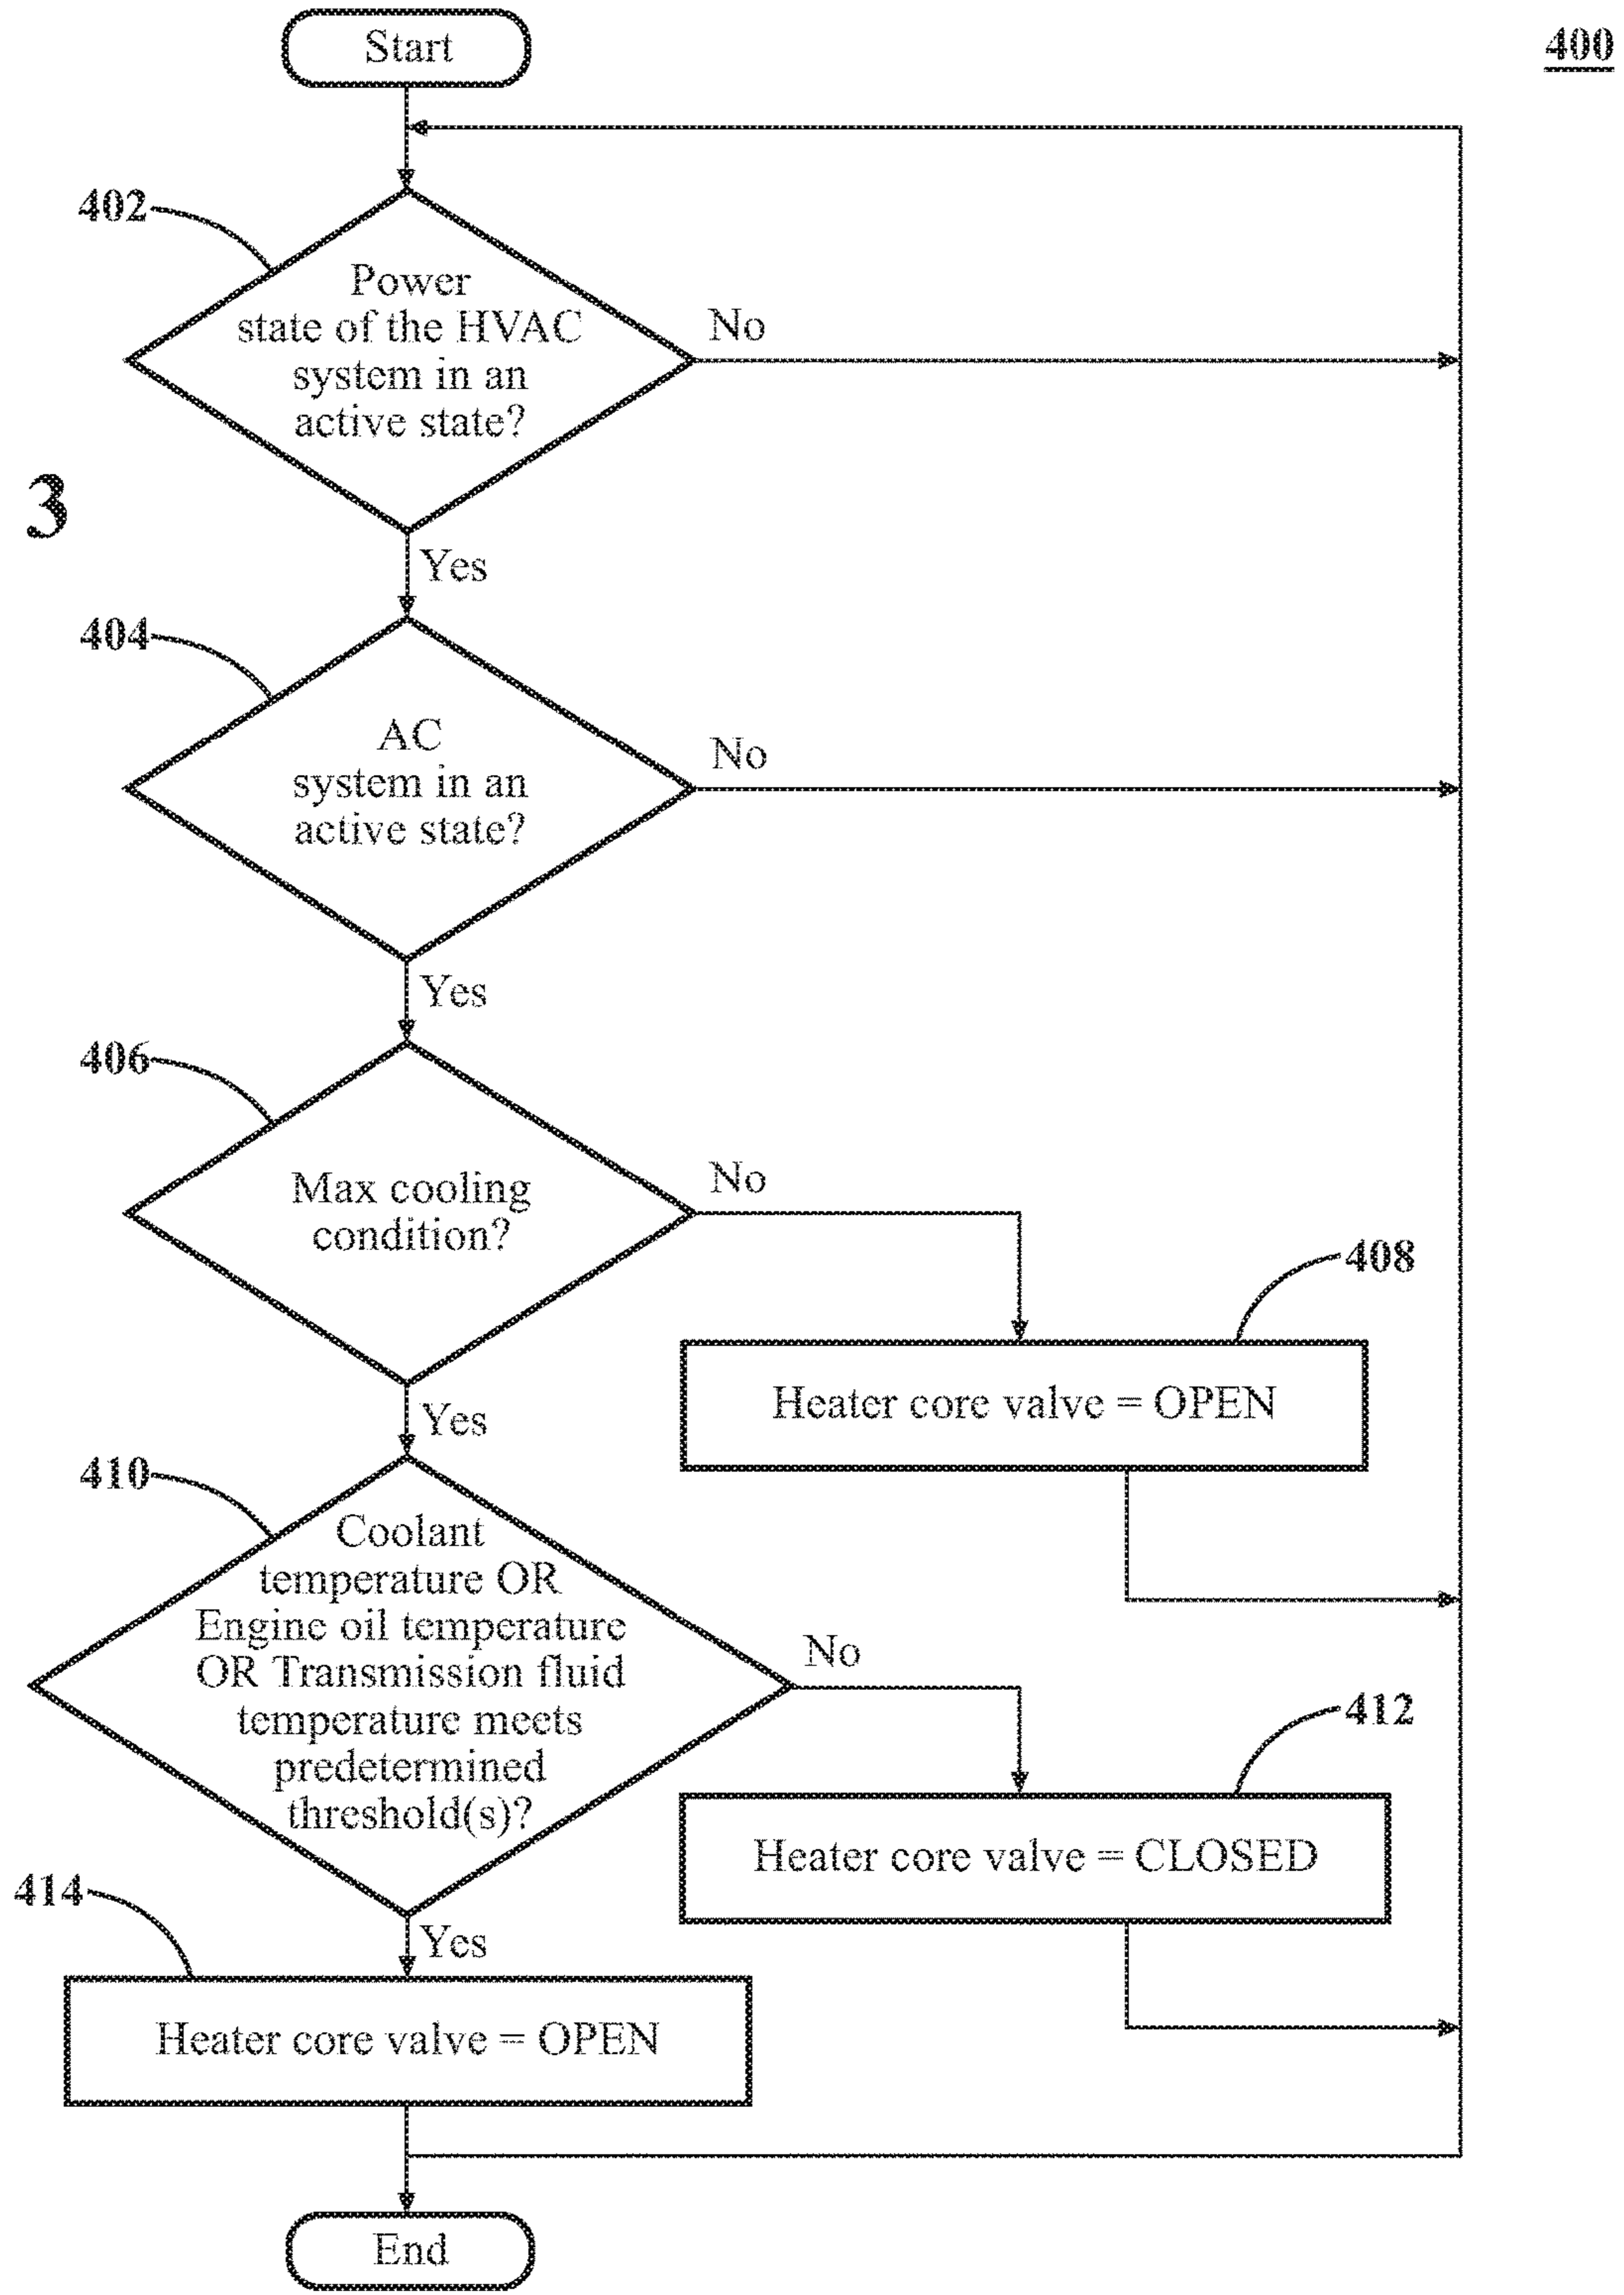 Start
400
402
Power
state of the HVAC
system in an
active state?
No
3
Yes
404
AC
system in an
active state?
No
Yes
406
Max cooling
condition?
No
408
Heater core valve = OPEN
Yes
410
Coolant
temperature OR
Engine oil temperature
OR Transmission fluid
temperature meets
predetermined
threshold(s)?
No
412
Heater core valve = CLOSED
414
Yes
Heater core valve = OPEN
End